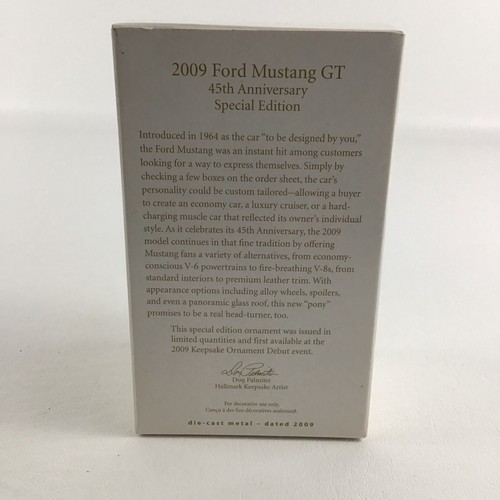 2009 Ford Mustang GT
45th Anniversary
Special Edition
Introduced in 1964 as the car "to be designed by you,"
the Ford Mustang was an instant hit among customers
looking for a way to express themselves. Simply by
checking a few boxes on the order sheet, the car's
personality could be custom tailored—allowing a buyer
to create an economy car, a luxury cruiser, or a hard-
charging muscle car that reflected its owner's individual
style. As it celebrates its 45th Anniversary, the 2009
model continues in that fine tradition by offering
Mustang fans a variety of alternatives, from economy-
conscious V-6 powertrains to fire-breathing V-8s, from
standard interiors to premium leather trim. With
appearance options including alloy wheels, spoilers,
and even a panoramic glass roof, this new "pony"
promises to be a real head-turner, too.
This special edition ornament was issued in
limited quantities and first available at the
2009 Keepsake Ornament Debut event.
Don Palmiter
Hallmark Keepsake Artist
For decorative use only.
Conçu à des fins décoratives seulement.
die-cast metal – dated 2009